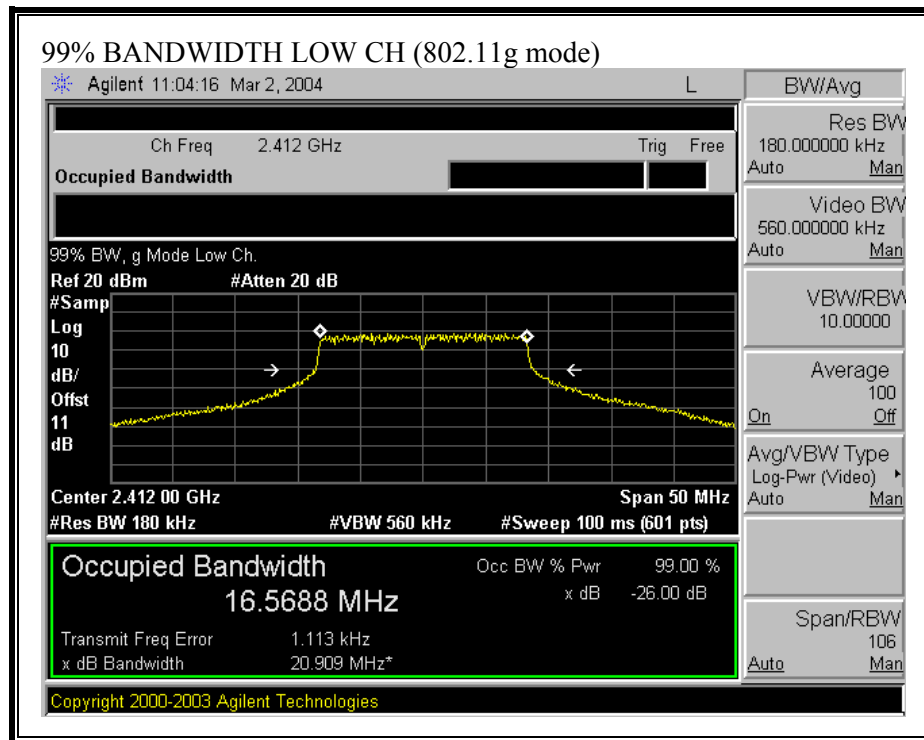 99% BANDWIDTH LOW CH (802.11g mode)
Agilent 11:04:16 Mar 2, 2004 L
Ch Freq 2.412 GHz Trig Free
Occupied Bandwidth
99% BW, g Mode Low Ch.
Ref 20 dBm #Atten 20 dB
#Samp
Log
10
dB/
Offst
11
dB
Center 2.412 00 GHz Span 50 MHz
#Res BW 180 kHz #VBW 560 kHz #Sweep 100 ms (601 pts)
Occupied Bandwidth Occ BW % Pwr 99.00 %
16.5688 MHz x dB -26.00 dB
Transmit Freq Error 1.113 kHz
x dB Bandwidth 20.909 MHz*
Copyright 2000-2003 Agilent Technologies
BW/Avg
Res BW
180.000000 kHz
Auto Man
Video BW
560.000000 kHz
Auto Man
VBW/RBW
10.00000
Average
100
On Off
Avg/VBW Type
Log-Pwr (Video)
Auto Man
Span/RBW
106
Auto Man